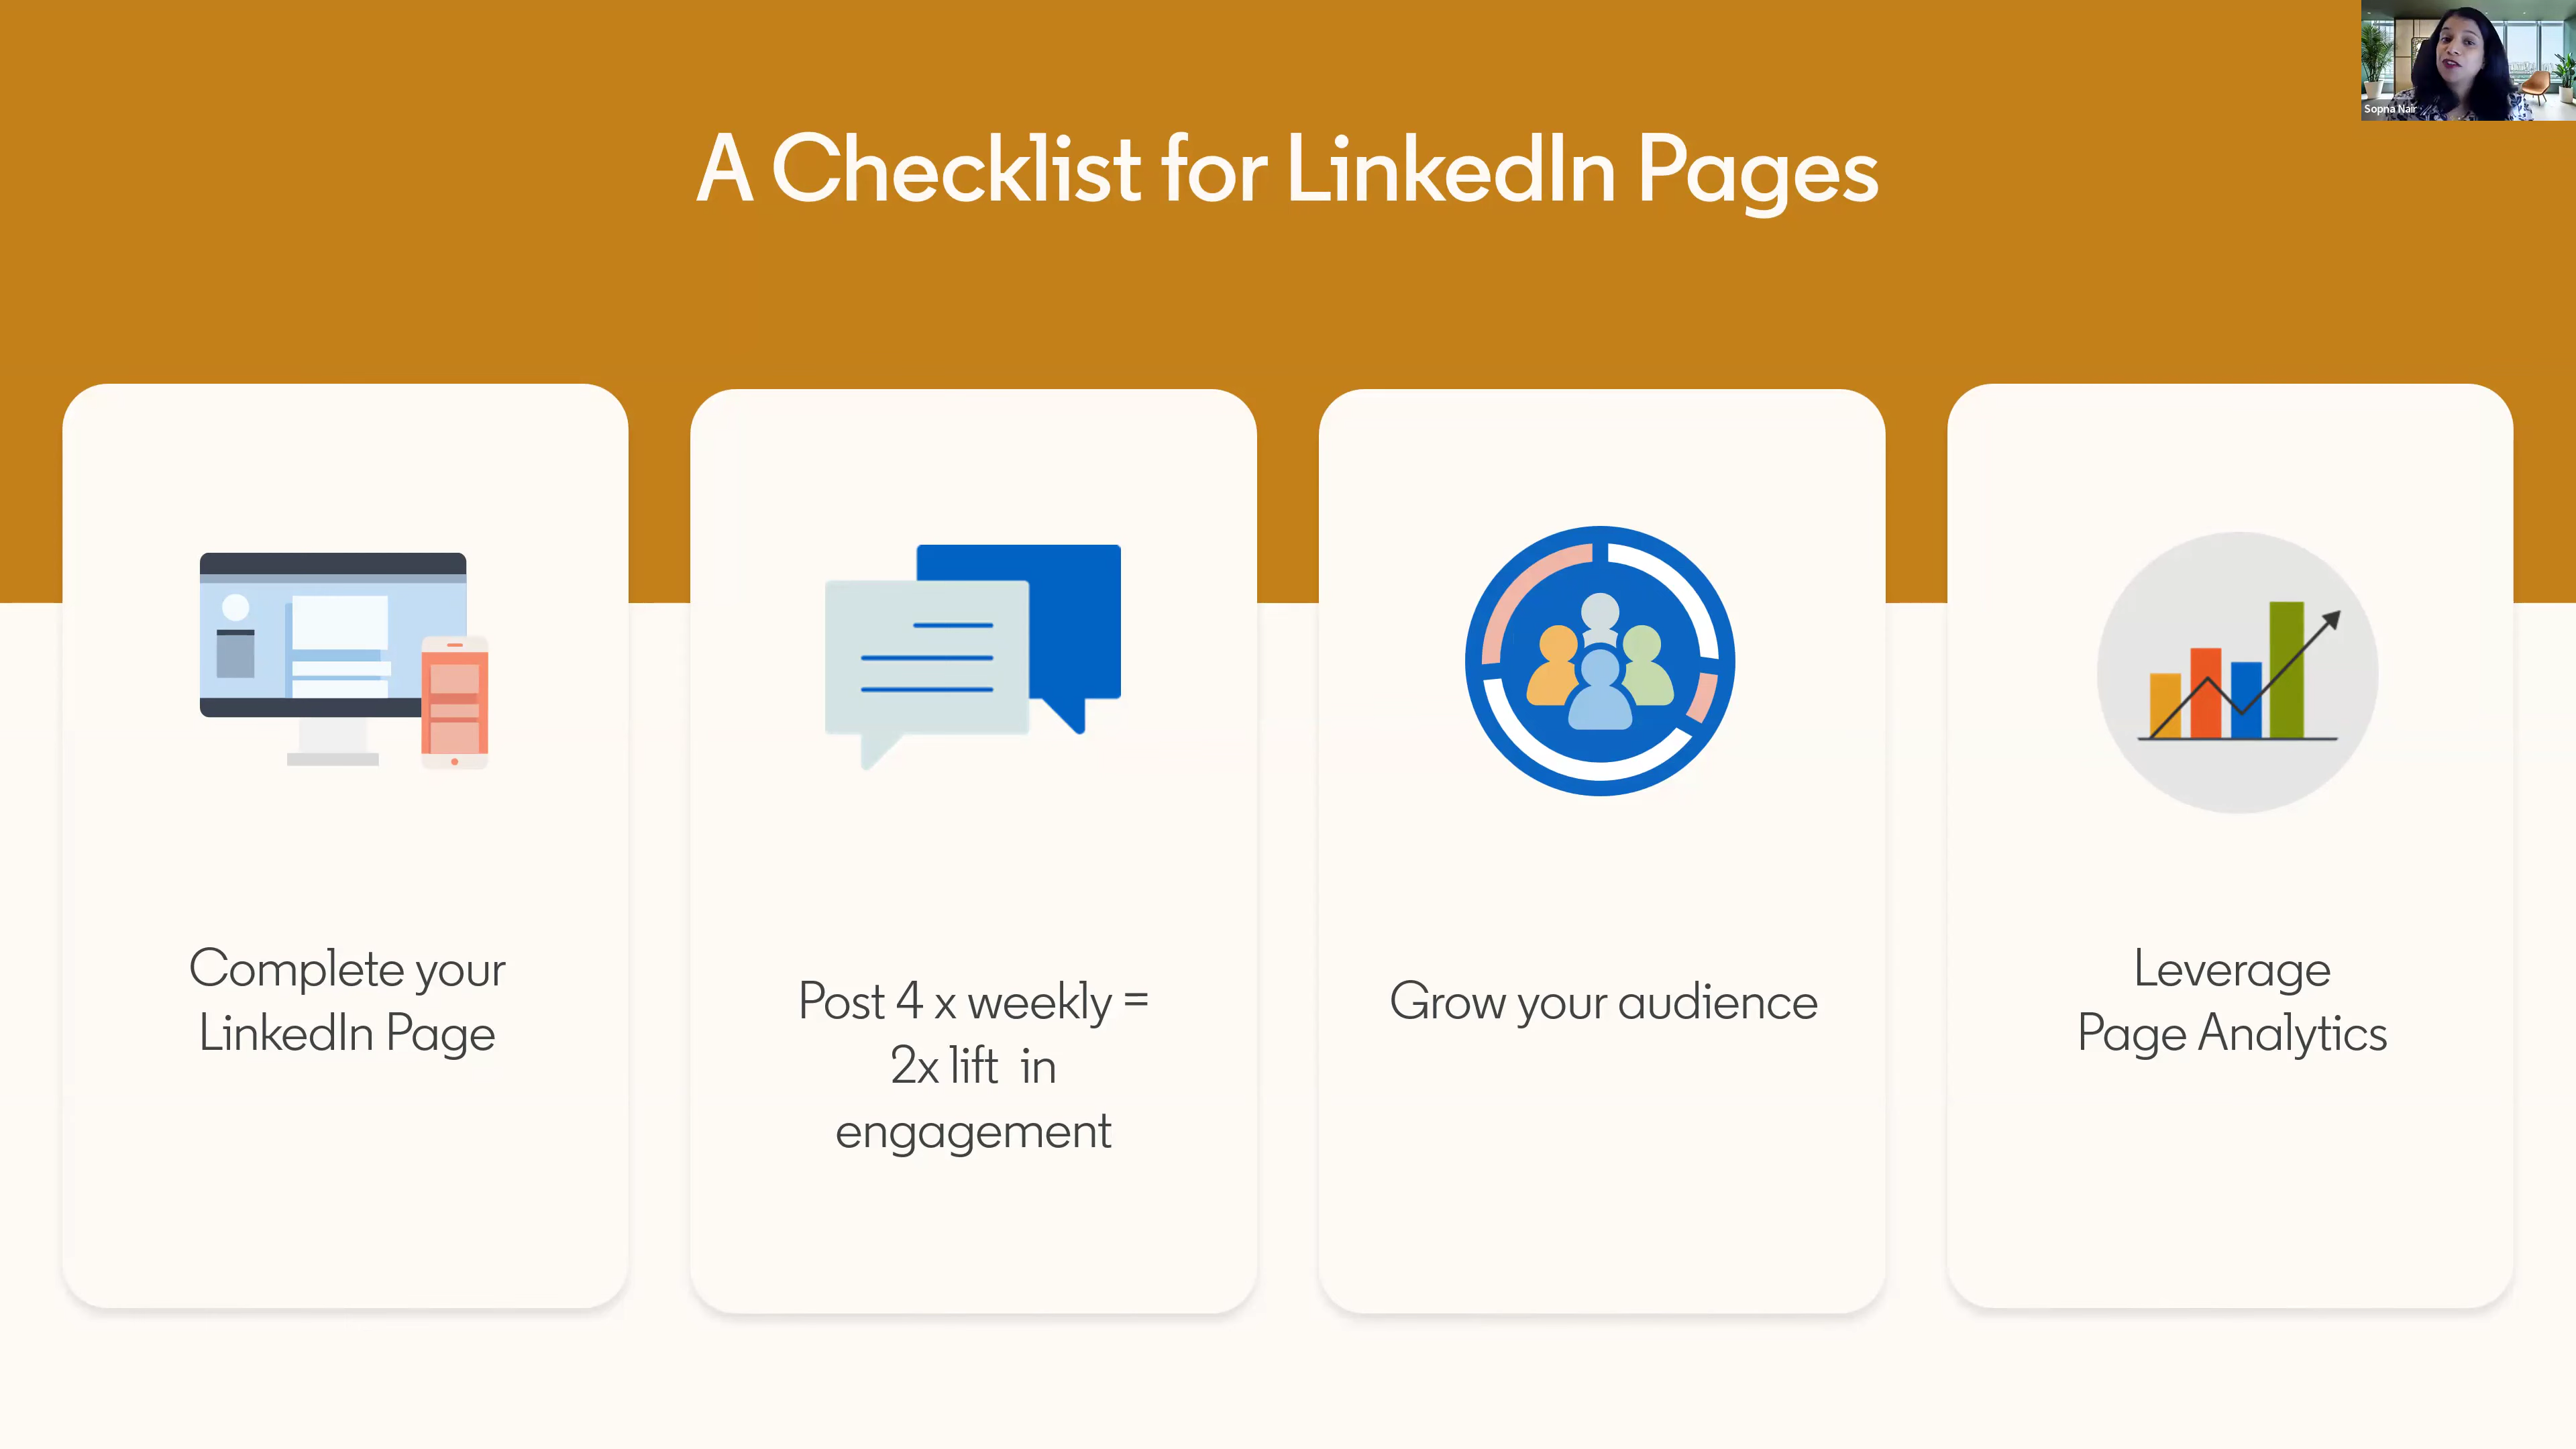 Sopna Nair
A Checklist for LinkedIn Pages
Complete your
LinkedIn Page
Post 4 x weekly =
2x lift in
engagement
Grow your audience
Leverage
Page Analytics